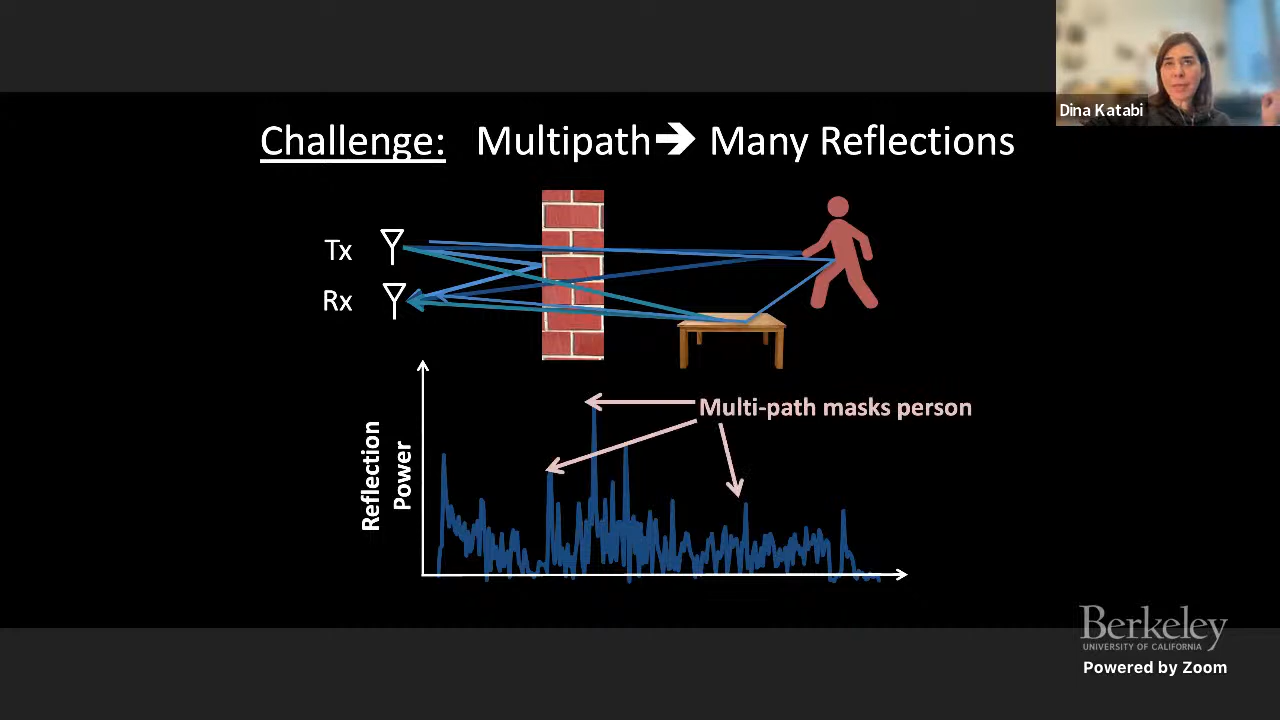 Dina Katabi
Challenge: Multipath➔ Many Reflections
Tx
Rx
Multi-path masks person
Reflection
Power
Berkeley
UNIVERSITY OF CALIFORNIA
Powered by Zoom